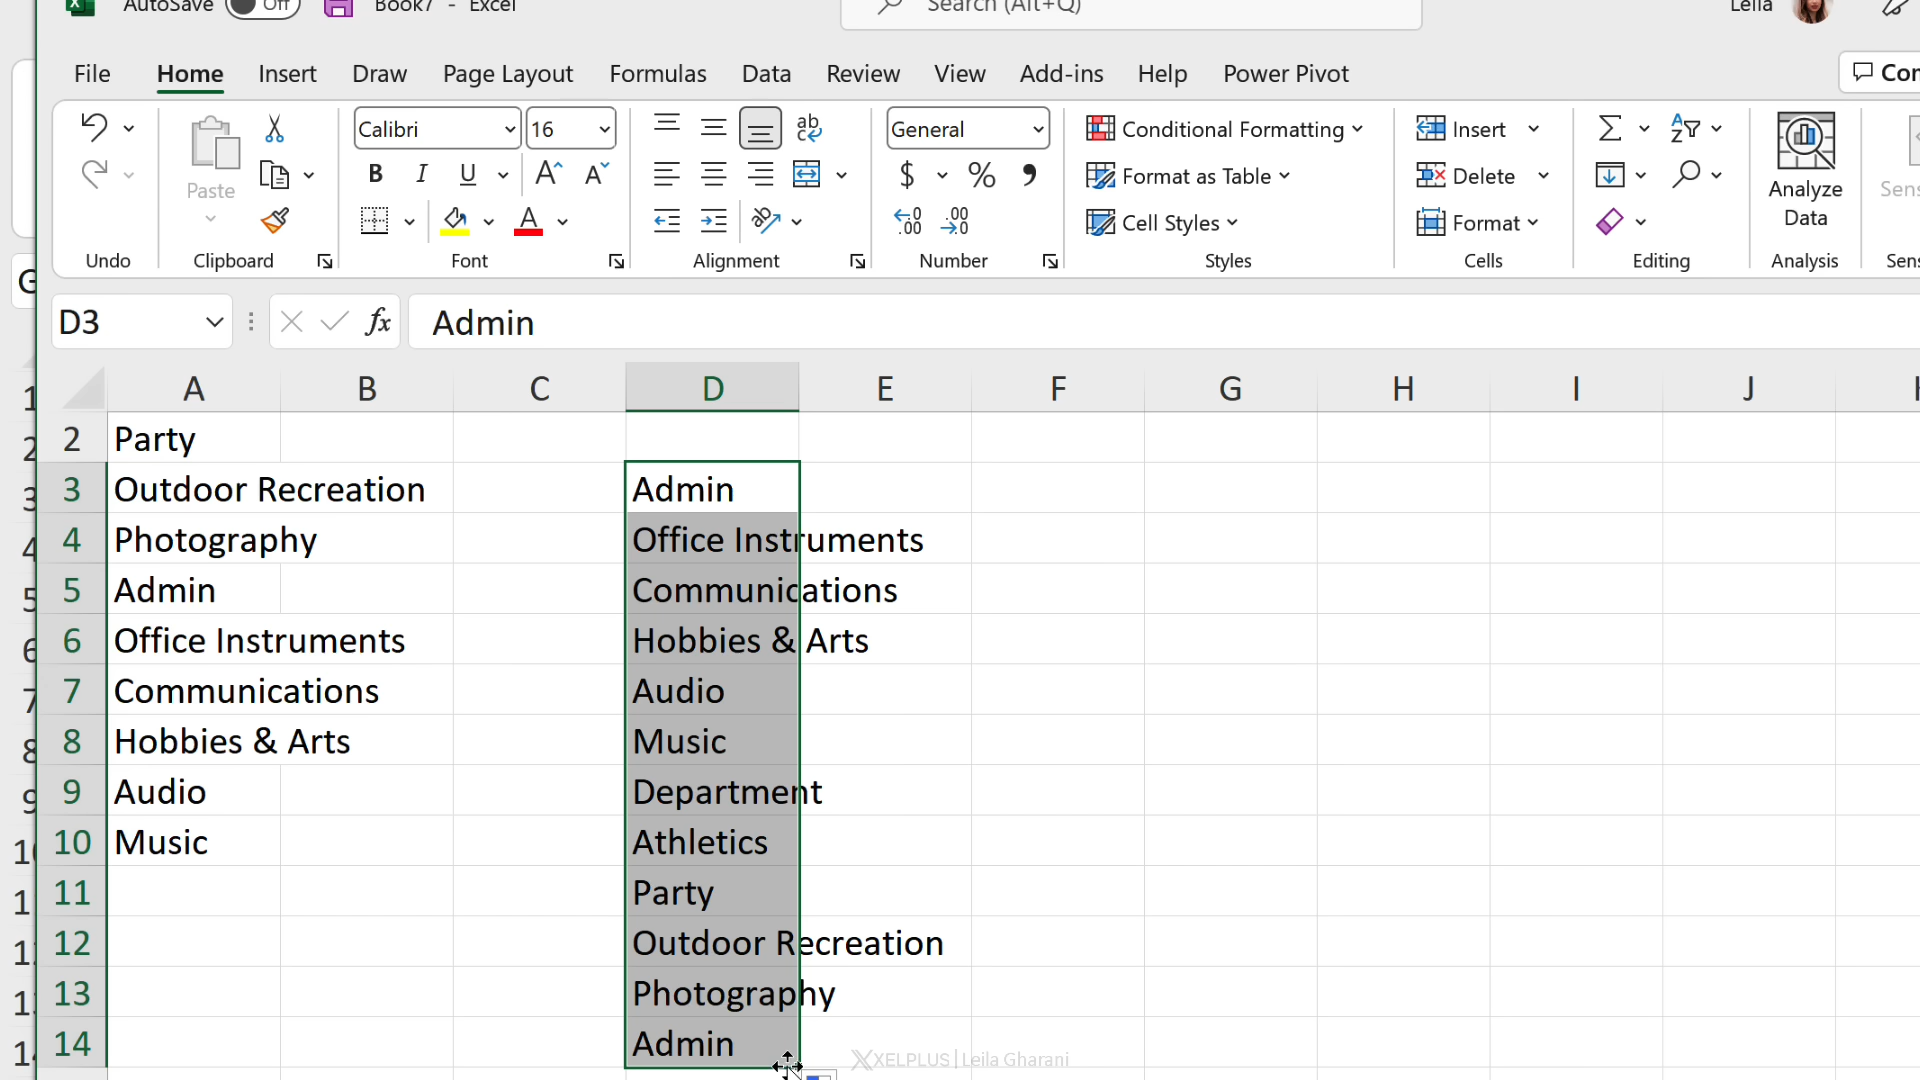 AutoSave Off Book7 - Excel Search (Alt+Q) Leila
File Home Insert Draw Page Layout Formulas Data Review View Add-ins Help Power Pivot
Calibri 16 General Conditional Formatting Insert
Paste Format as Table Delete Analyze Data
Cell Styles Format
Undo Clipboard Font Alignment Number Styles Cells Editing Analysis
D3 fx Admin
A B C D E F G H I J
2 Party
3 Outdoor Recreation Admin
4 Photography Office Instruments
5 Admin Communications
6 Office Instruments Hobbies & Arts
7 Communications Audio
8 Hobbies & Arts Music
9 Audio Department
10 Music Athletics
11 Party
12 Outdoor Recreation
13 Photography
14 Admin
XELPLUS | Leila Gharani